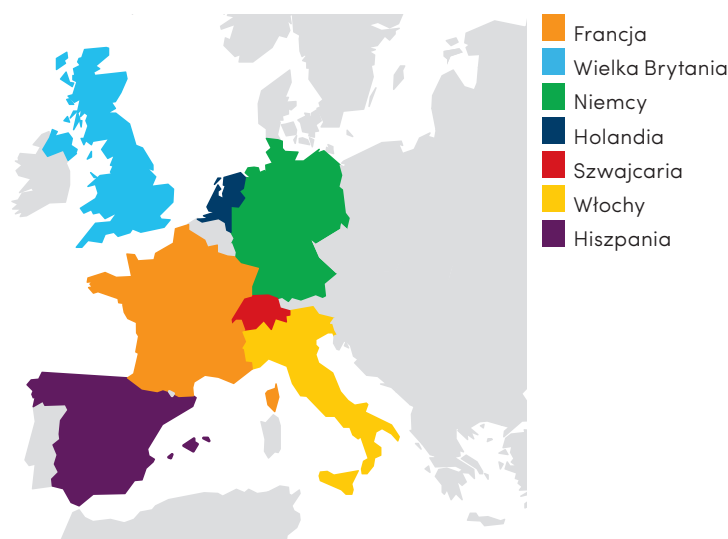 Francja
Wielka Brytania
Niemcy
Holandia
Szwajcaria
Włochy
Hiszpania